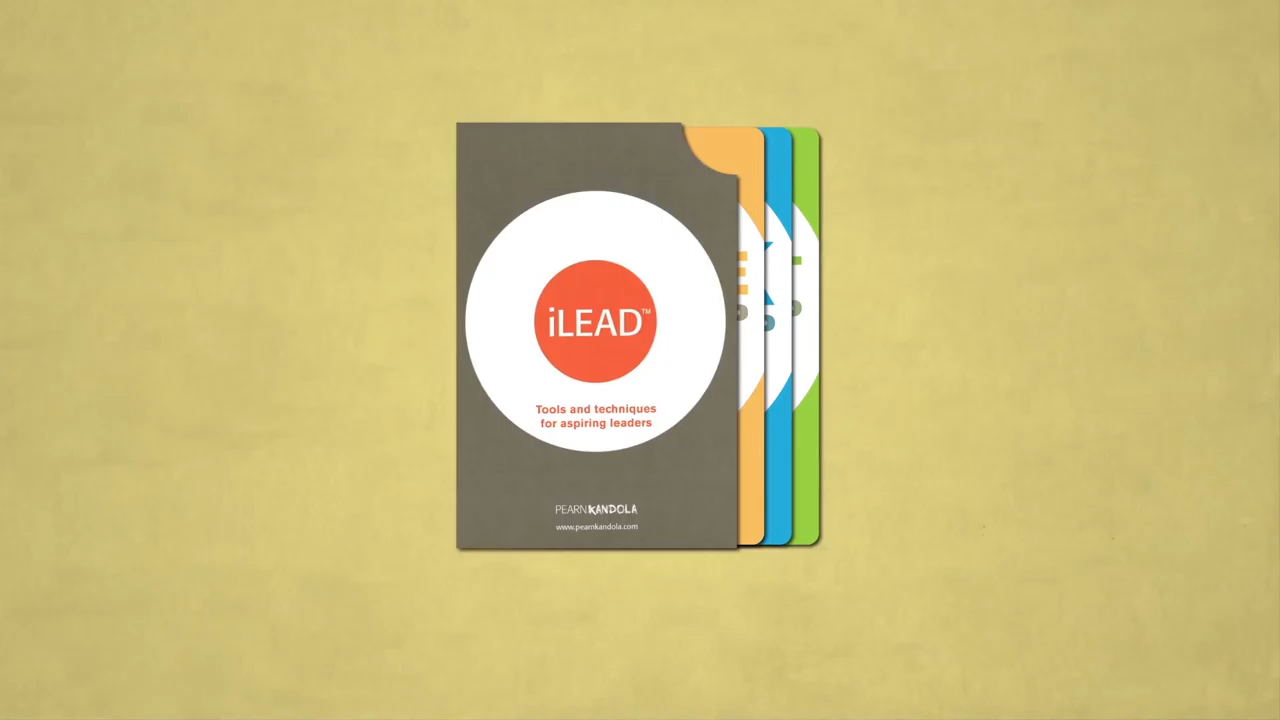 iLEAD™
Tools and techniques
for aspiring leaders
PEARNKANDOLA
www.pearnkandola.com